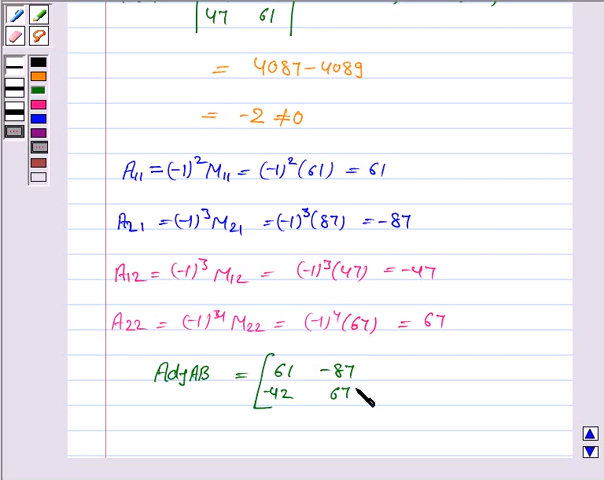 47 61
= 4087-4089
= -2 ≠0
A11 = (-1)^2 M11 = (-1)^2 (61) = 61
A21 = (-1)^3 M21 = (-1)^3 (87) = -87
A12 = (-1)^3 M12 = (-1)^3 (47) = -47
A22 = (-1)^4 M22 = (-1)^4 (67) = 67
AdjAB = [61 -87
-42 67